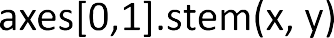 axes[0,1].stem(x, y)